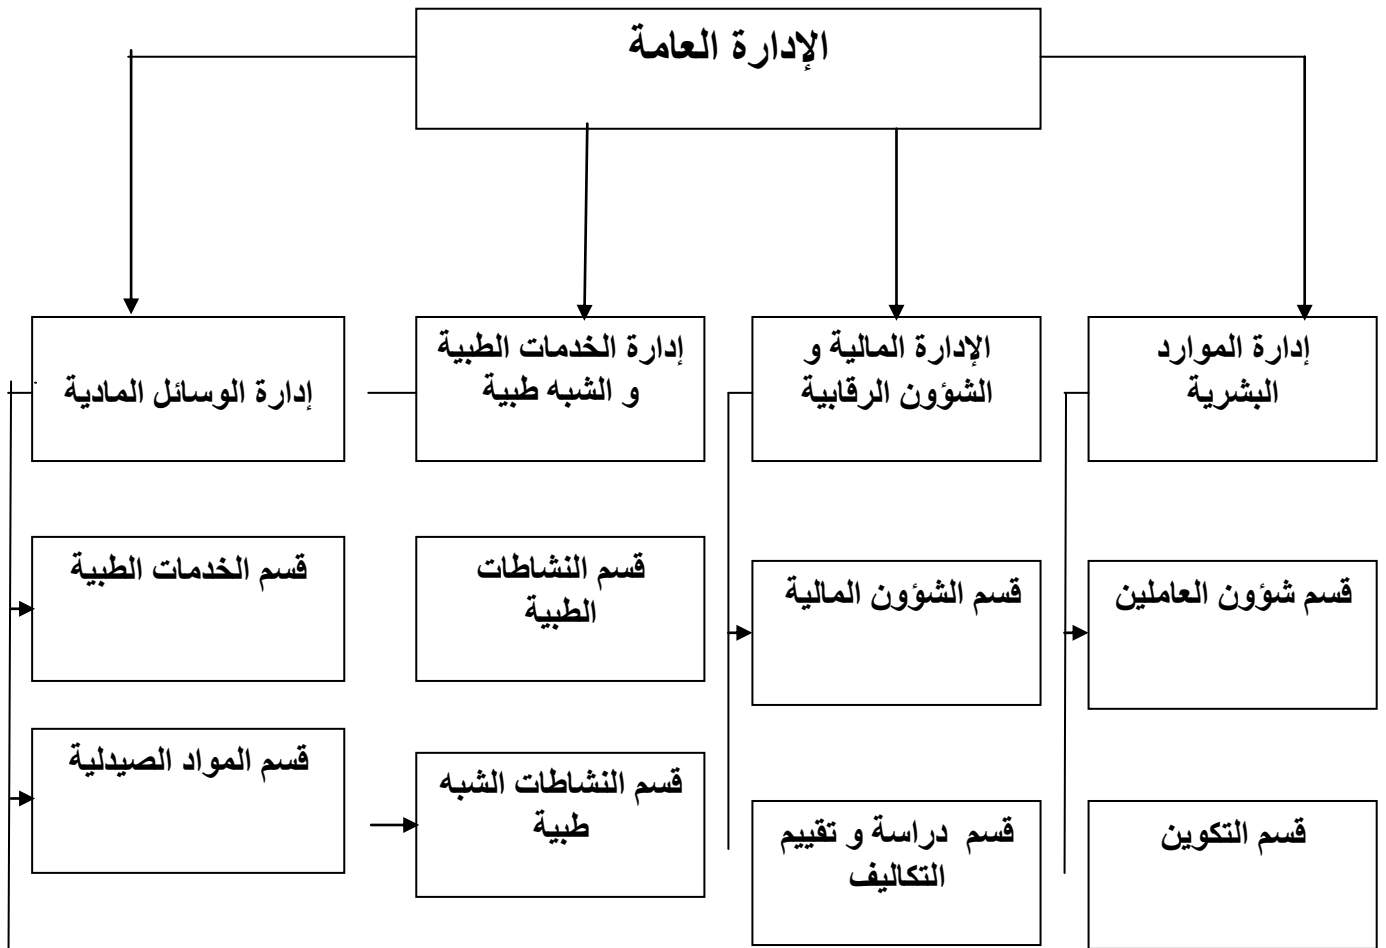 الإدارة العامة
إدارة الموارد
البشرية
الإدارة المالية و
الشؤون الرقابية
إدارة الخدمات الطبية
و الشبه طبية
إدارة الوسائل المادية
قسم شؤون العاملين
قسم الشؤون المالية
قسم النشاطات
الطبية
قسم الخدمات الطبية
قسم التكوين
قسم دراسة و تقييم
التكاليف
قسم النشاطات الشبه
طبية
قسم المواد الصيدلية